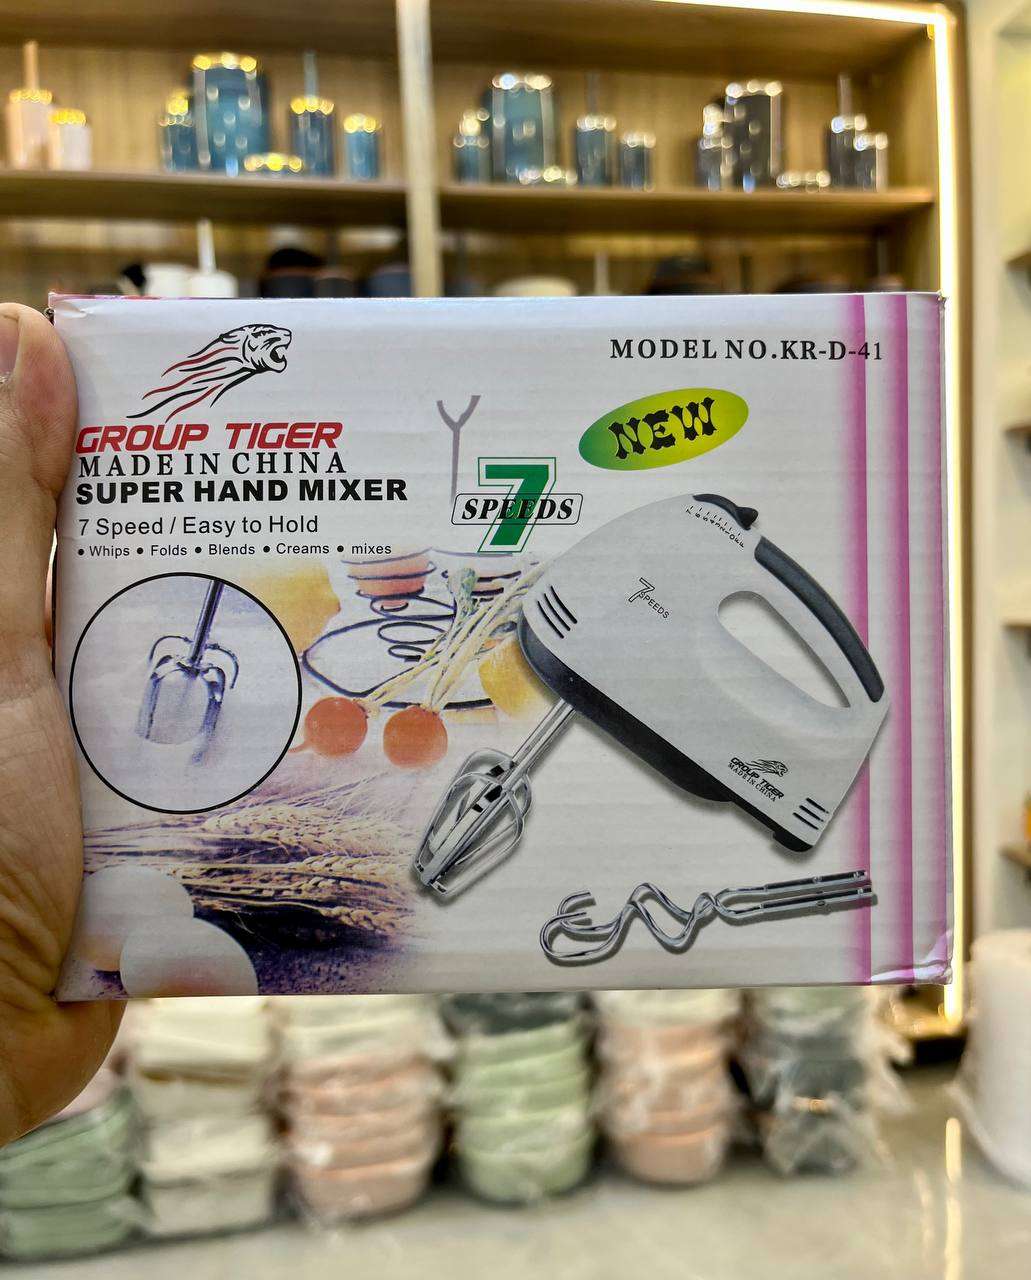 MODEL NO.KR-D-41
GROUP TIGER
MADE IN CHINA
SUPER HAND MIXER
7 Speed / Easy to Hold
• Whips • Folds • Blends • Creams • mixes
NEW
7
SPEEDS
7 SPEEDS
GROUP TIGER
MADE IN CHINA